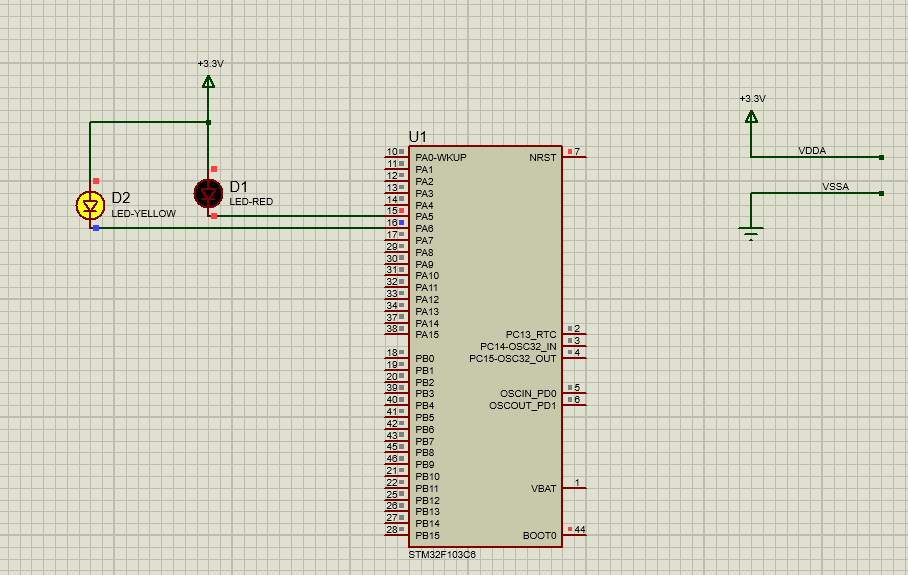 +3.3V
+3.3V
U1
D2
LED-YELLOW
D1
LED-RED
VDDA
VSSA
10 PA0-WKUP
11 PA1
12 PA2
13 PA3
14 PA4
15 PA5
16 PA6
17 PA7
29 PA8
30 PA9
31 PA10
32 PA11
33 PA12
34 PA13
37 PA14
38 PA15
18 PB0
19 PB1
20 PB2
39 PB3
40 PB4
41 PB5
42 PB6
43 PB7
45 PB8
46 PB9
21 PB10
22 PB11
25 PB12
26 PB13
27 PB14
28 PB15
NRST 7
PC13_RTC 2
PC14-OSC32_IN 3
PC15-OSC32_OUT 4
OSCIN_PD0 5
OSCOUT_PD1 6
VBAT 1
BOOT0 44
STM32F103C6